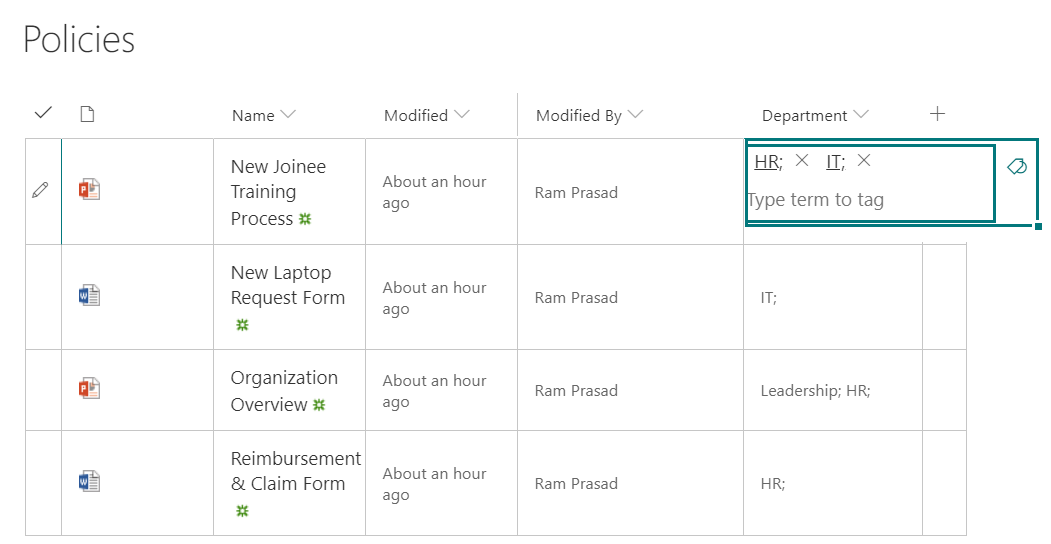 Policies
Name Modified Modified By Department
New Joinee
Training
Process
About an hour
ago
Ram Prasad
HR; IT;
Type term to tag
New Laptop
Request Form
About an hour
ago
Ram Prasad
IT;
Organization
Overview
About an hour
ago
Ram Prasad
Leadership; HR;
Reimbursement
& Claim Form
About an hour
ago
Ram Prasad
HR;